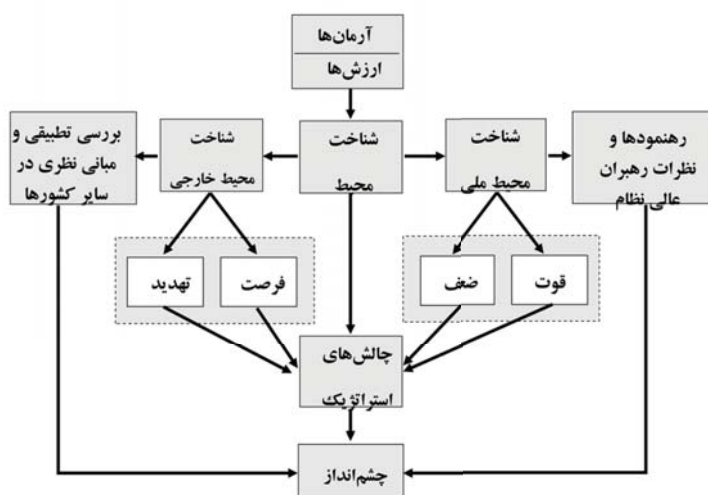 آرمان‌ها
ارزش‌ها
رهنمودها و
نظرات رهبران
عالی نظام
شناخت
محیط ملی
شناخت
محیط
شناخت
محیط خارجی
بررسی تطبیقی و
مبانی نظری در
سایر کشورها
قوت
ضعف
فرصت
تهدید
چالش‌های
استراتژیک
چشم‌انداز